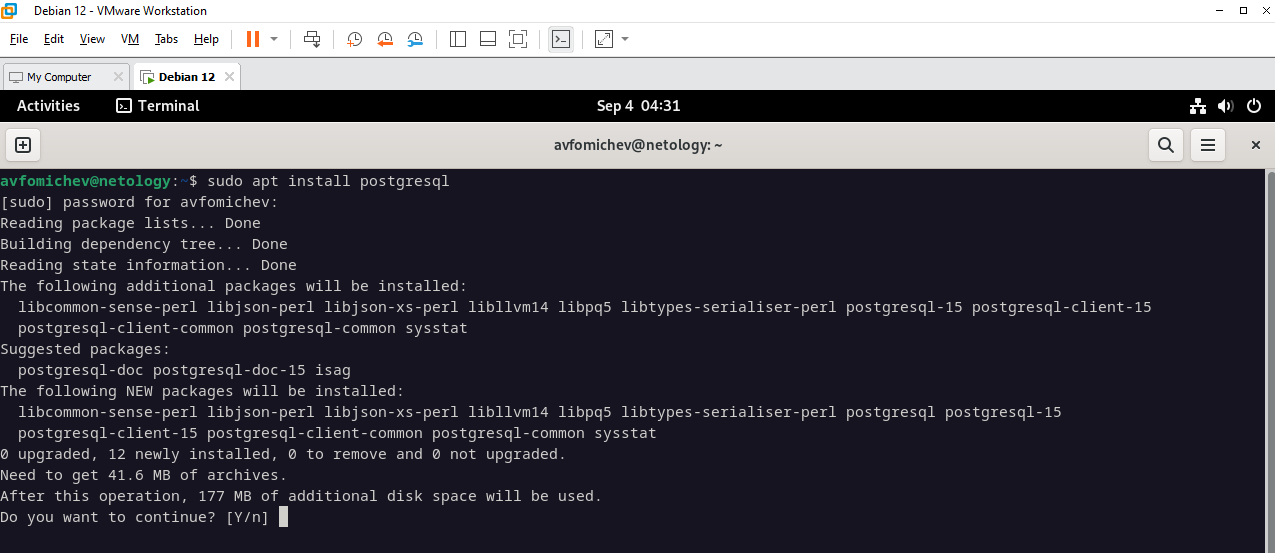 Debian 12 - VMware Workstation
File Edit View VM Tabs Help
My Computer Debian 12
Activities Terminal Sep 4 04:31
avfomichev@netology: ~
avfomichev@netology:~$ sudo apt install postgresql
[sudo] password for avfomichev:
Reading package lists... Done
Building dependency tree... Done
Reading state information... Done
The following additional packages will be installed:
  libcommon-sense-perl libjson-perl libjson-xs-perl libllvm14 libpq5 libtypes-serialiser-perl postgresql-15 postgresql-client-15
  postgresql-client-common postgresql-common sysstat
Suggested packages:
  postgresql-doc postgresql-doc-15 isag
The following NEW packages will be installed:
  libcommon-sense-perl libjson-perl libjson-xs-perl libllvm14 libpq5 libtypes-serialiser-perl postgresql postgresql-15
  postgresql-client-15 postgresql-client-common postgresql-common sysstat
0 upgraded, 12 newly installed, 0 to remove and 0 not upgraded.
Need to get 41.6 MB of archives.
After this operation, 177 MB of additional disk space will be used.
Do you want to continue? [Y/n]